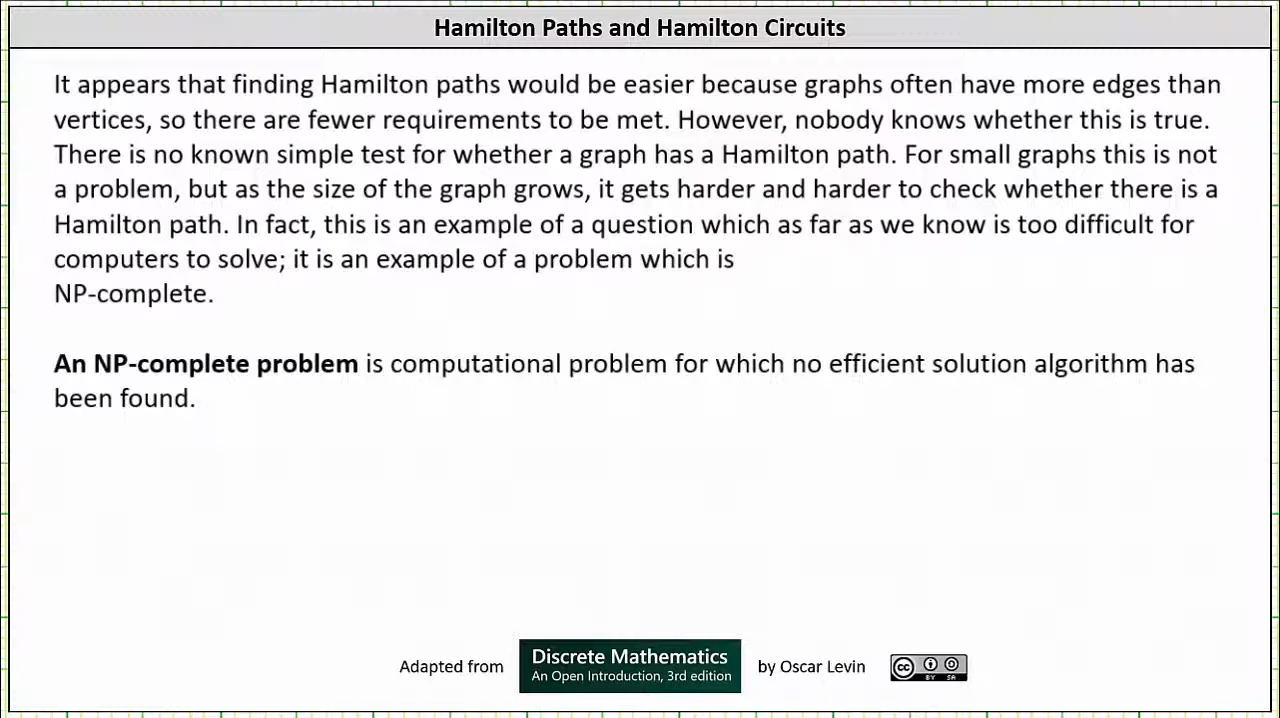 Hamilton Paths and Hamilton Circuits
It appears that finding Hamilton paths would be easier because graphs often have more edges than
vertices, so there are fewer requirements to be met. However, nobody knows whether this is true.
There is no known simple test for whether a graph has a Hamilton path. For small graphs this is not
a problem, but as the size of the graph grows, it gets harder and harder to check whether there is a
Hamilton path. In fact, this is an example of a question which as far as we know is too difficult for
computers to solve; it is an example of a problem which is
NP-complete.
An NP-complete problem is computational problem for which no efficient solution algorithm has
been found.
Adapted from
Discrete Mathematics
An Open Introduction, 3rd edition
by Oscar Levin
cc
BY SA